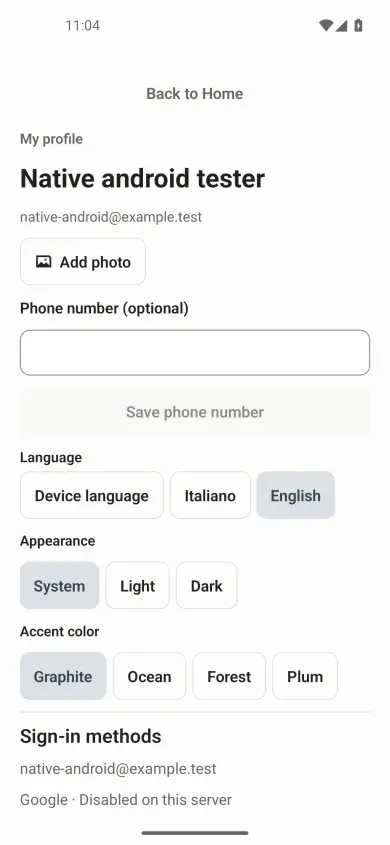 11:04
Back to Home
My profile
Native android tester
native-android@example.test
Add photo
Phone number (optional)
Save phone number
Language
Device language Italiano English
Appearance
System Light Dark
Accent color
Graphite Ocean Forest Plum
Sign-in methods
native-android@example.test
Google · Disabled on this server